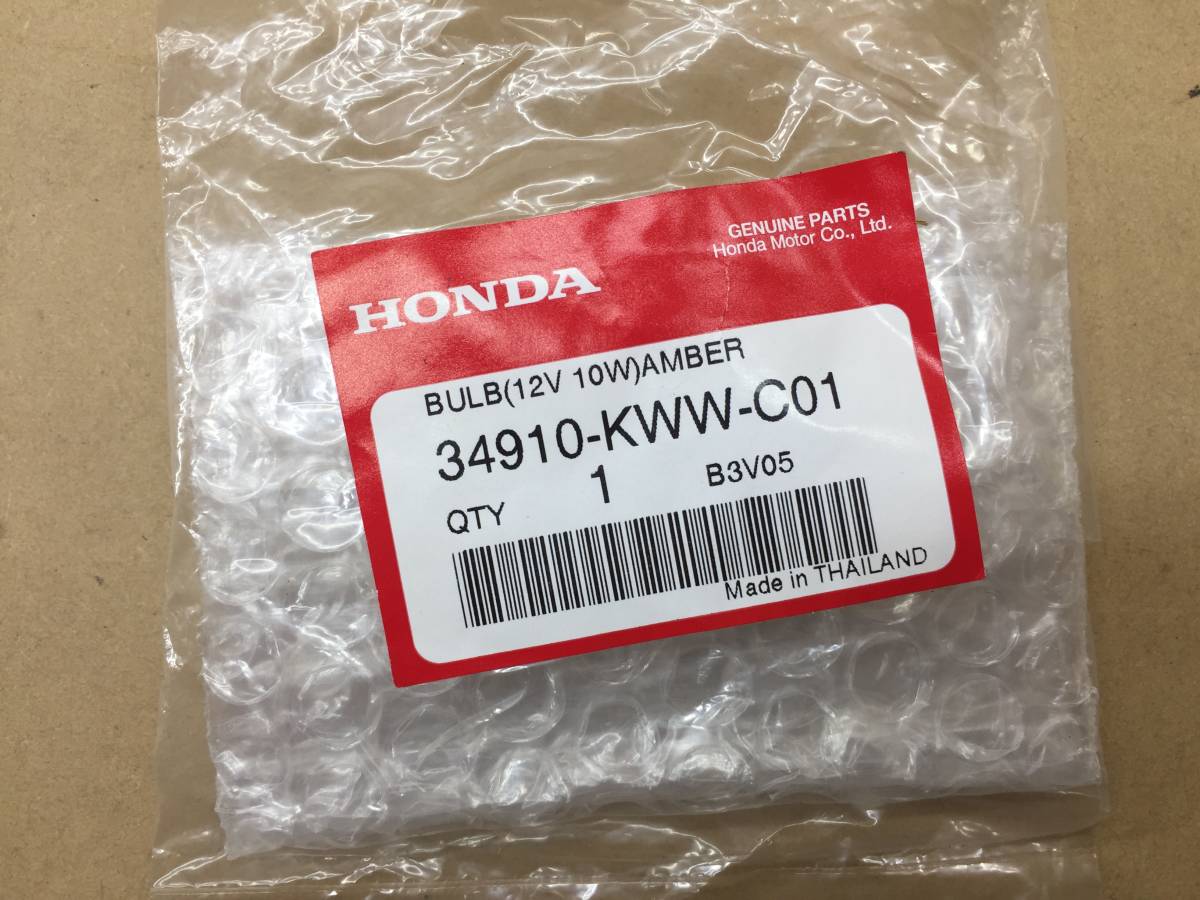 GENUINE PARTS
Honda Motor Co., Ltd.
HONDA
BULB(12V 10W)AMBER
34910-KWW-C01
QTY 1 B3V05
Made in THAILAND